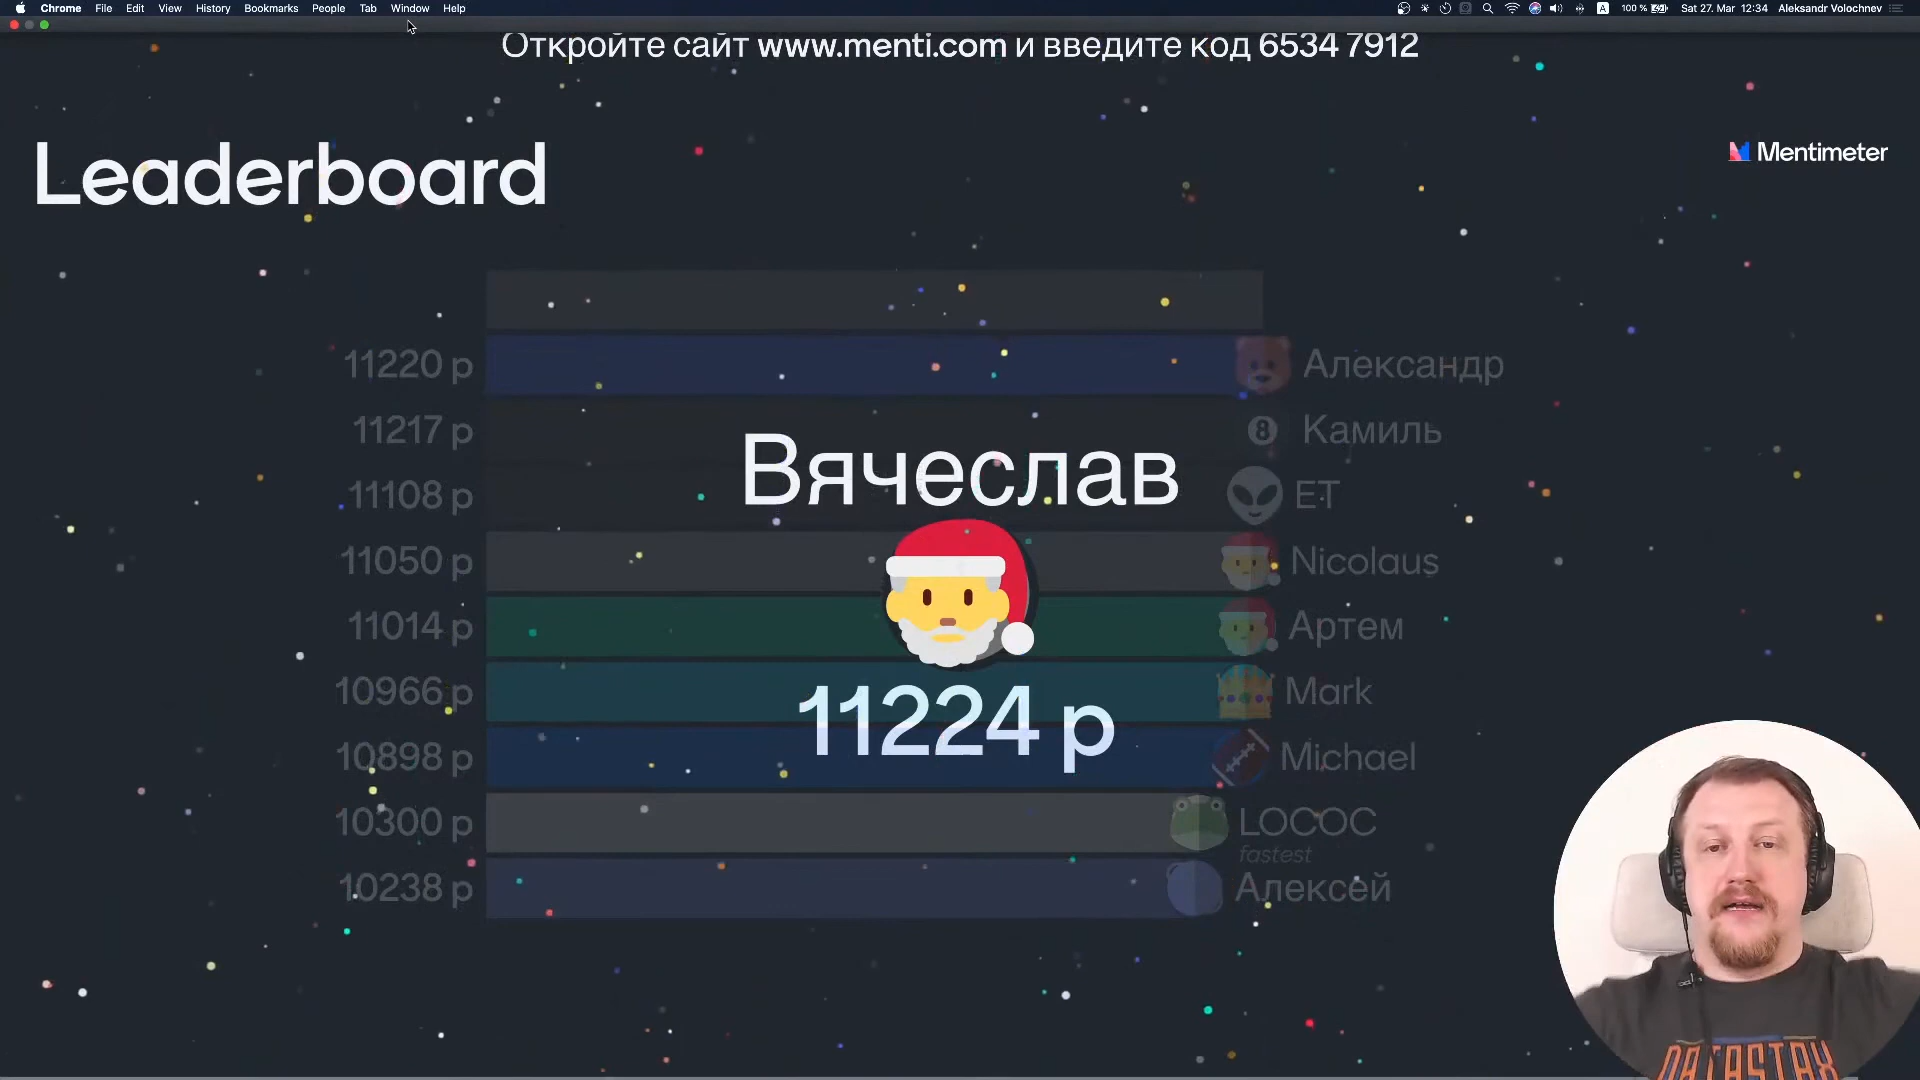 Chrome File Edit View History Bookmarks People Tab Window Help
100 % Sat 27. Mar 12:34 Aleksandr Volochnev
Откройте сайт www.menti.com и введите код 6534 7912
Leaderboard
Mentimeter
11220 p Александр
11217 p 8 Камиль
Вячеслав
11108 p ET
11050 p Nicolaus
11014 p Артем
10966 p Mark
11224 p
10898 p Michael
10300 p LOCOC
fastest
10238 p Алексей
DATASTAX